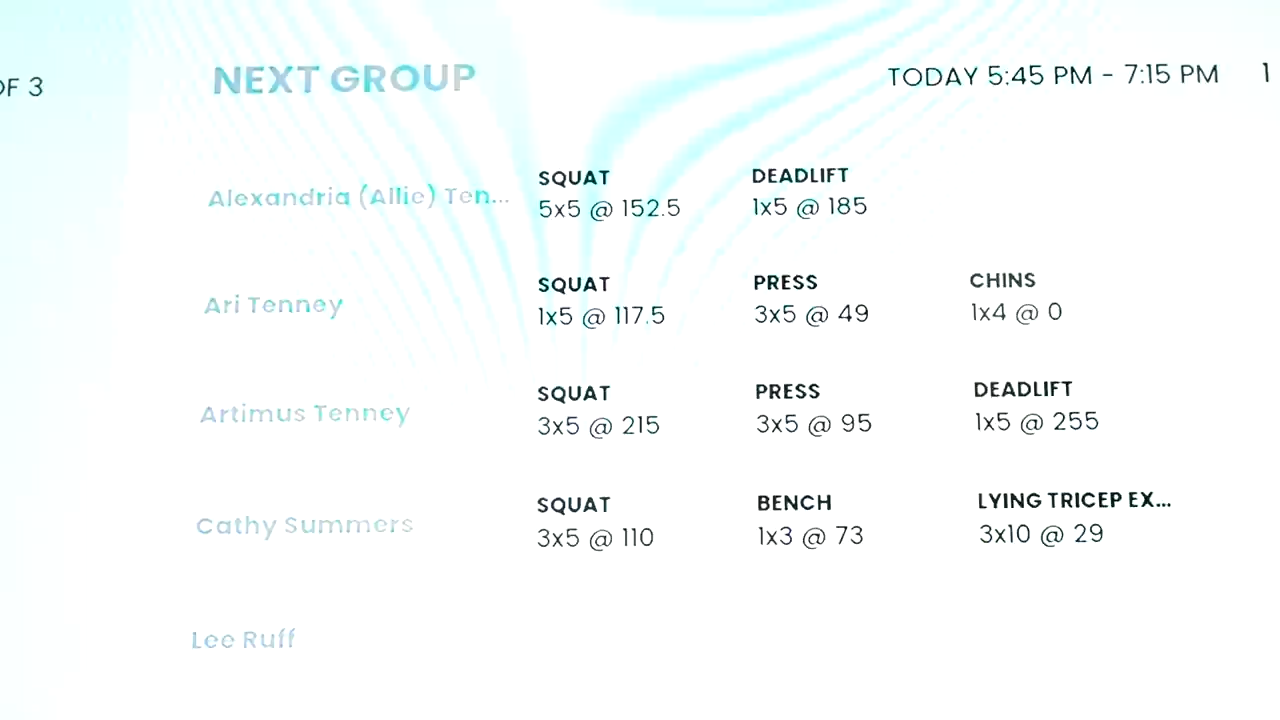 OF 3 NEXT GROUP TODAY 5:45 PM - 7:15 PM 1
Alexandria (Allie) Ten... SQUAT DEADLIFT
5x5 @ 152.5 1x5 @ 185
Ari Tenney SQUAT PRESS CHINS
1x5 @ 117.5 3x5 @ 49 1x4 @ 0
Artimus Tenney SQUAT PRESS DEADLIFT
3x5 @ 215 3x5 @ 95 1x5 @ 255
Cathy Summers SQUAT BENCH LYING TRICEP EX...
3x5 @ 110 1x3 @ 73 3x10 @ 29
Lee Ruff